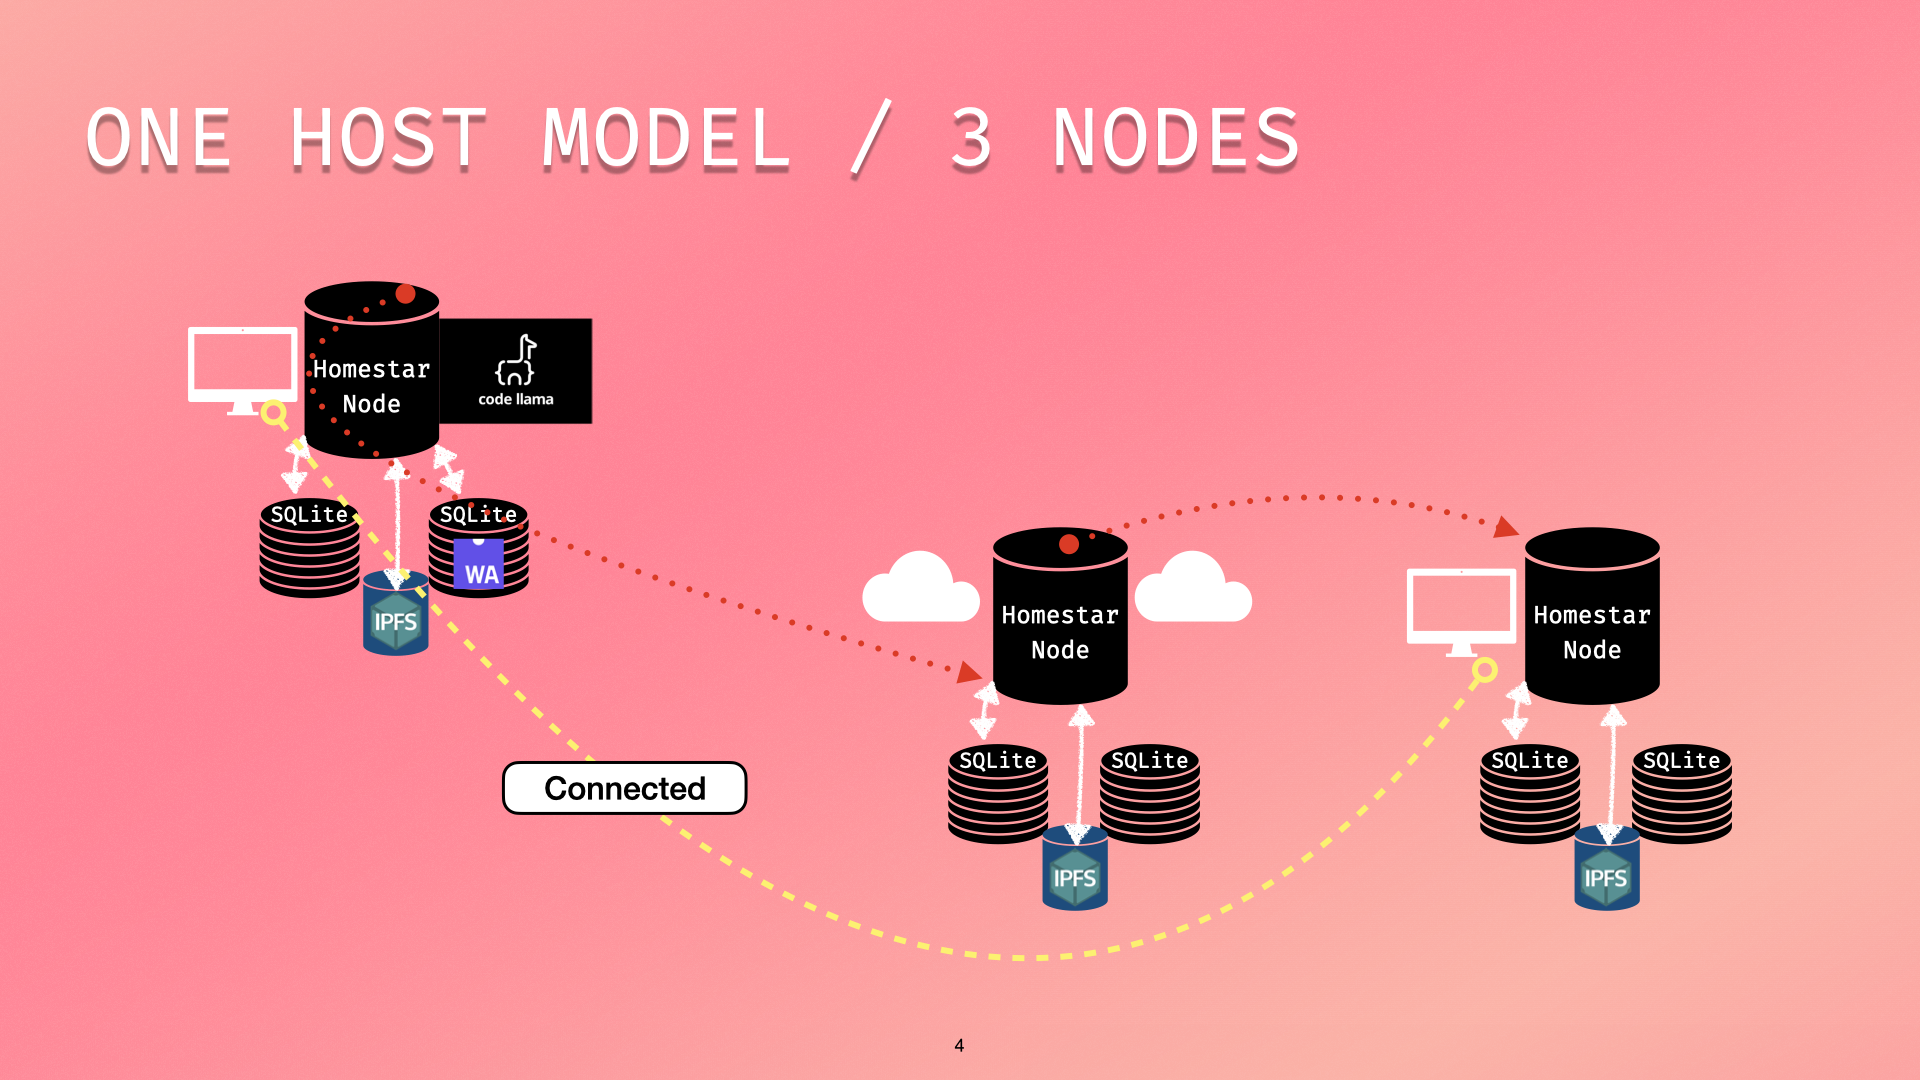 ONE HOST MODEL / 3 NODES
Homestar
Node
code llama
SQLite
SQLite
WA
IPFS
Homestar
Node
Homestar
Node
Connected
SQLite
SQLite
IPFS
SQLite
SQLite
IPFS
4